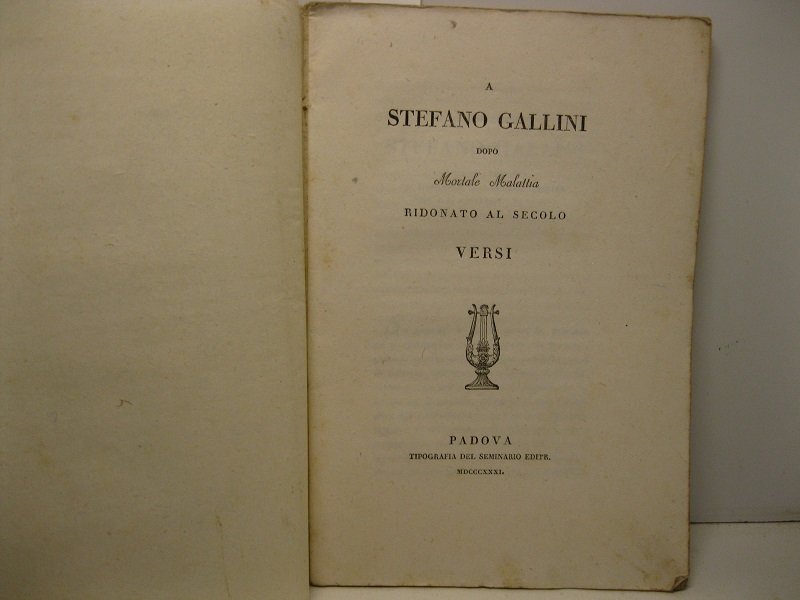 A
STEFANO GALLINI
DOPO
Mortale Malattia
RIDONATO AL SECOLO
VERSI
PADOVA
TIPOGRAFIA DEL SEMINARIO EDITR.
MDCCCXXXI.